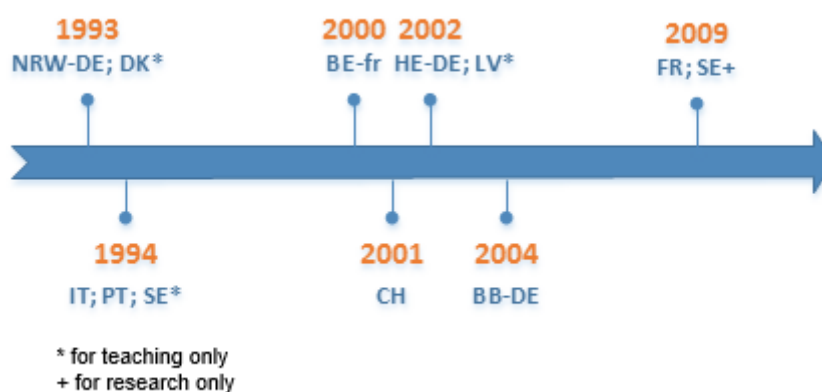 1993
NRW-DE; DK*
2000
BE-fr
2002
HE-DE; LV*
2009
FR; SE+
1994
IT; PT; SE*
2001
CH
2004
BB-DE
* for teaching only
+ for research only